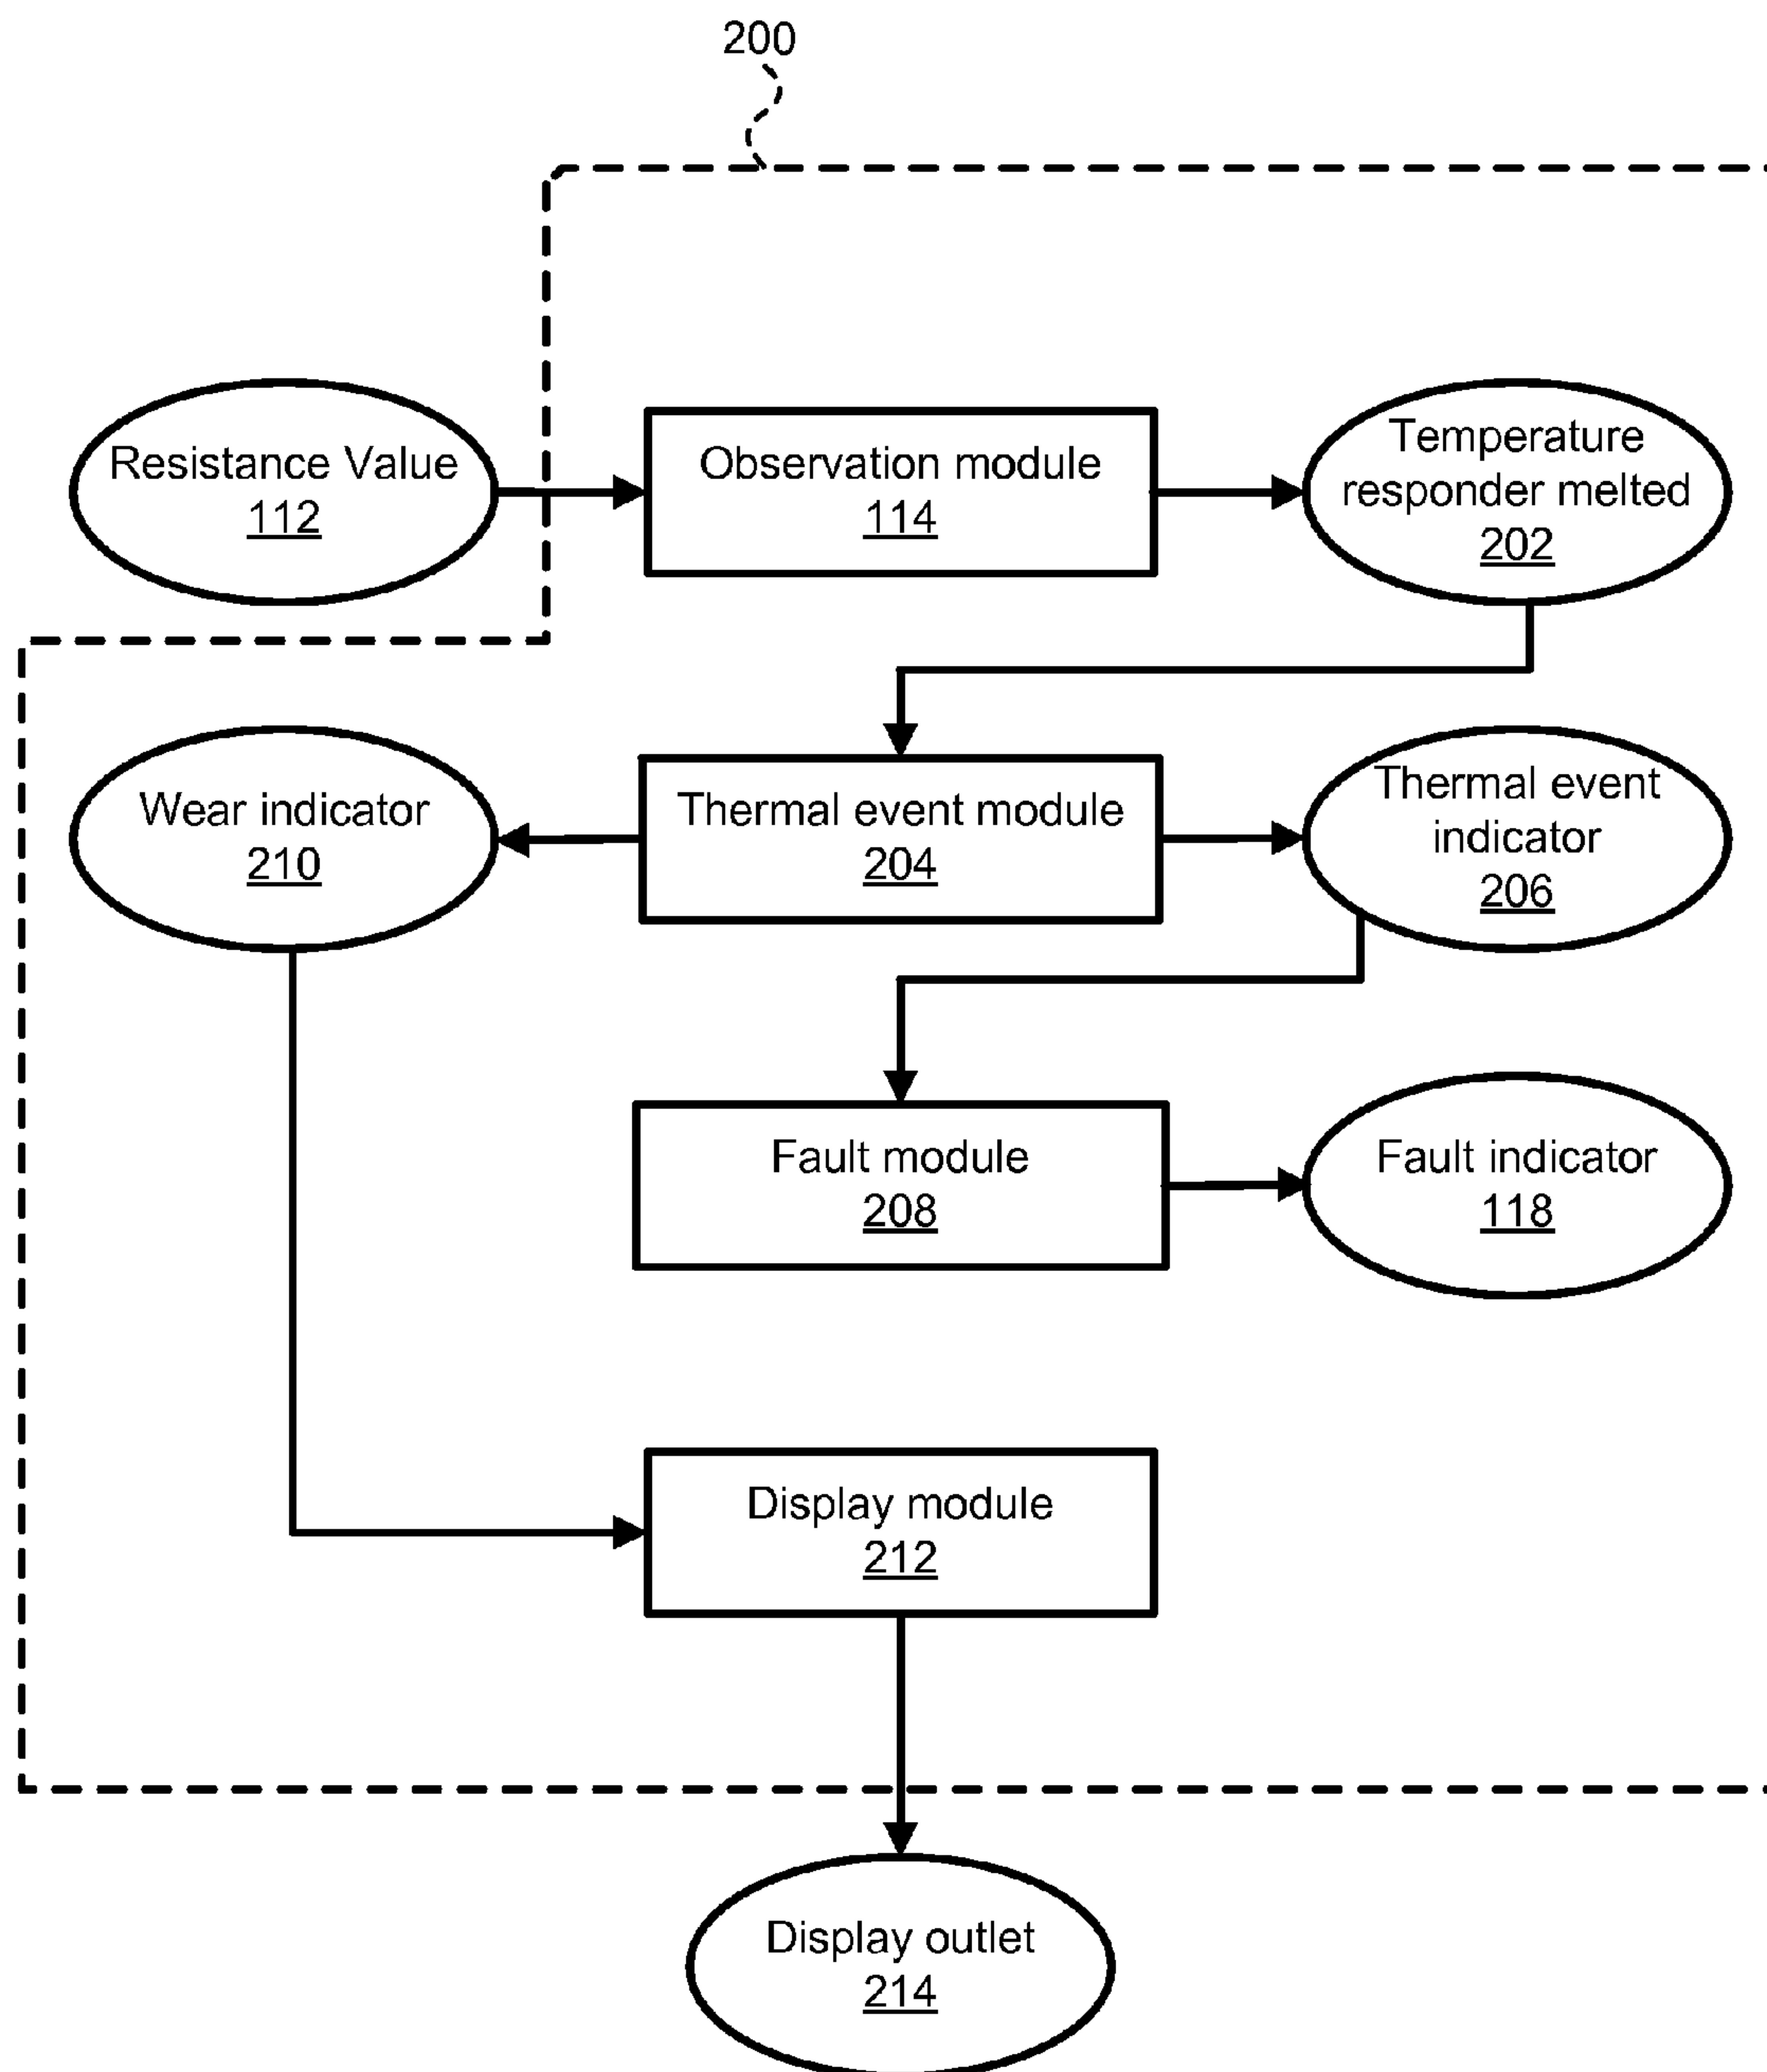 200
Resistance Value
112
Observation module
114
Temperature
responder melted
202
Wear indicator
210
Thermal event module
204
Thermal event
indicator
206
Fault module
208
Fault indicator
118
Display module
212
Display outlet
214